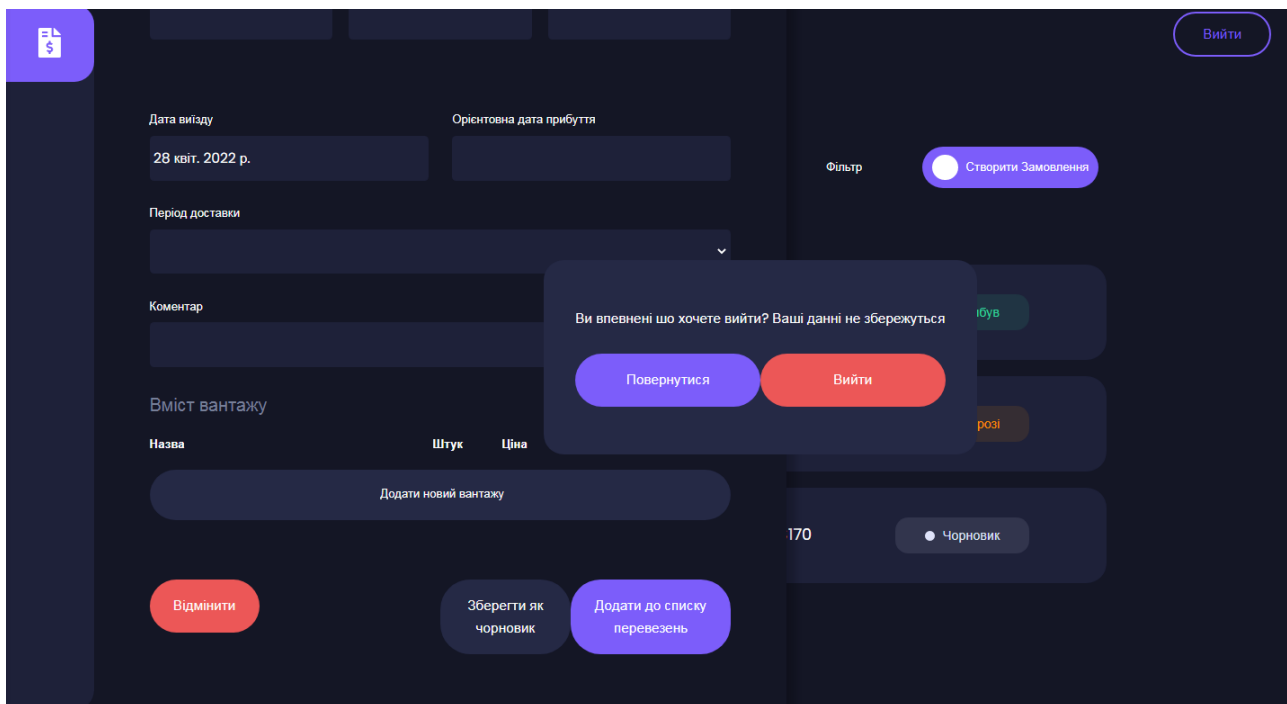 Вийти
Дата виїзду
Орієнтовна дата прибуття
28 квіт. 2022 р.
Фільтр
Створити Замовлення
Період доставки
Коментар
Ви впевнені шо хочете вийти? Ваші данні не збережуться
Повернутися
Вийти
Вміст вантажу
Назва
Штук
Ціна
Додати новий вантажу
170
Чорновик
Відмінити
Зберегти як
чорновик
Додати до списку
перевезень